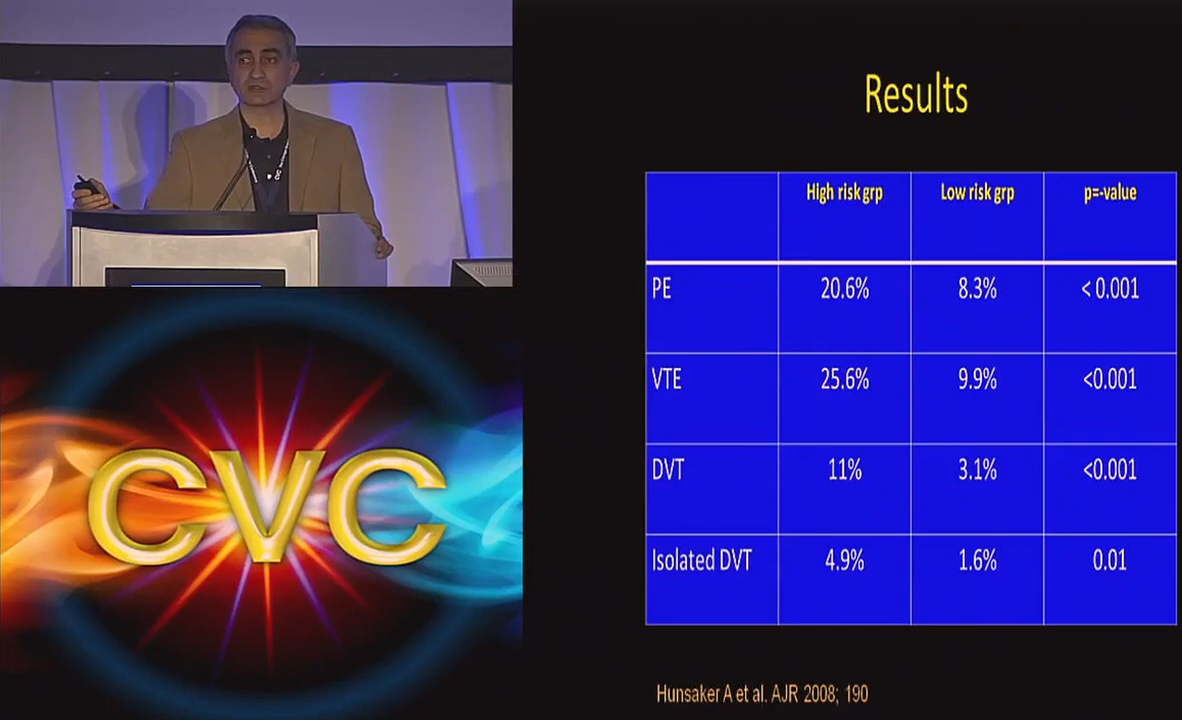 Results
High risk grp Low risk grp p=-value
PE 20.6% 8.3% < 0.001
VTE 25.6% 9.9% <0.001
DVT 11% 3.1% <0.001
Isolated DVT 4.9% 1.6% 0.01
Hunsaker A et al. AJR 2008; 190
CVC